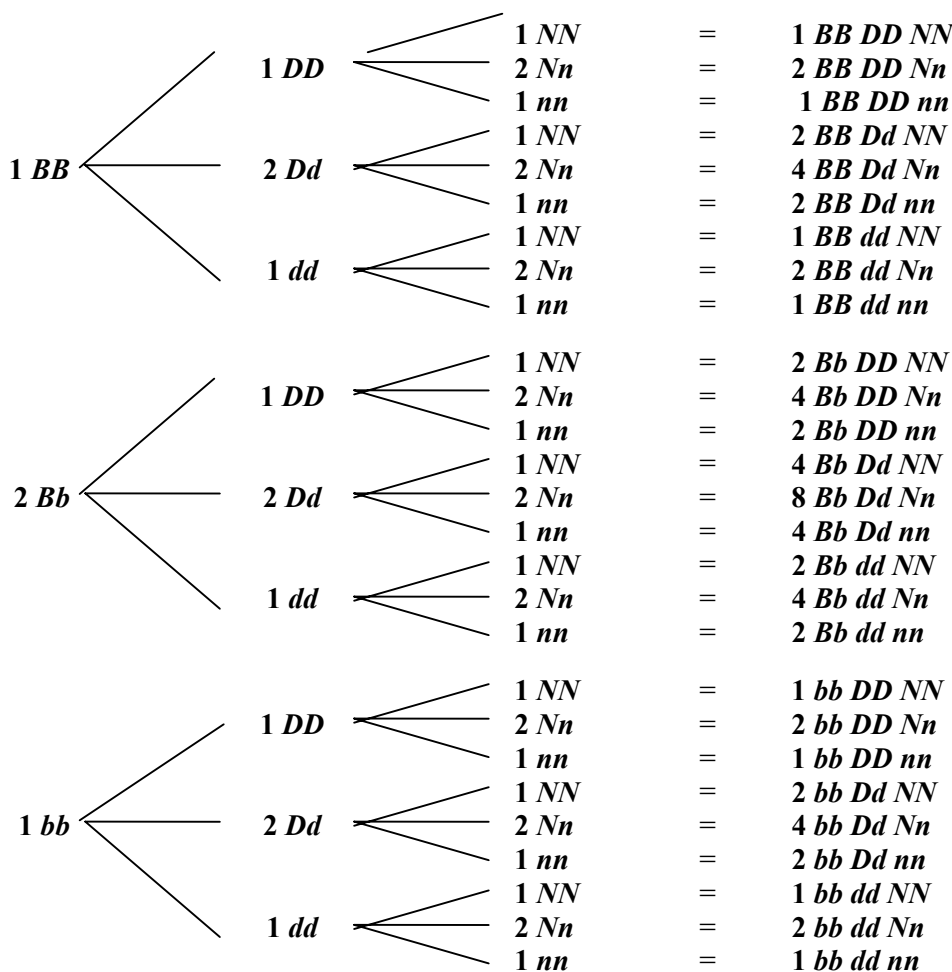 1 NN = 1 BB DD NN
1 DD 2 Nn = 2 BB DD Nn
1 nn = 1 BB DD nn
1 NN = 2 BB Dd NN
1 BB 2 Dd 2 Nn = 4 BB Dd Nn
1 nn = 2 BB Dd nn
1 NN = 1 BB dd NN
1 dd 2 Nn = 2 BB dd Nn
1 nn = 1 BB dd nn
1 NN = 2 Bb DD NN
1 DD 2 Nn = 4 Bb DD Nn
1 nn = 2 Bb DD nn
1 NN = 4 Bb Dd NN
2 Bb 2 Dd 2 Nn = 8 Bb Dd Nn
1 nn = 4 Bb Dd nn
1 NN = 2 Bb dd NN
1 dd 2 Nn = 4 Bb dd Nn
1 nn = 2 Bb dd nn
1 NN = 1 bb DD NN
1 DD 2 Nn = 2 bb DD Nn
1 nn = 1 bb DD nn
1 NN = 2 bb Dd NN
1 bb 2 Dd 2 Nn = 4 bb Dd Nn
1 nn = 2 bb Dd nn
1 NN = 1 bb dd NN
1 dd 2 Nn = 2 bb dd Nn
1 nn = 1 bb dd nn